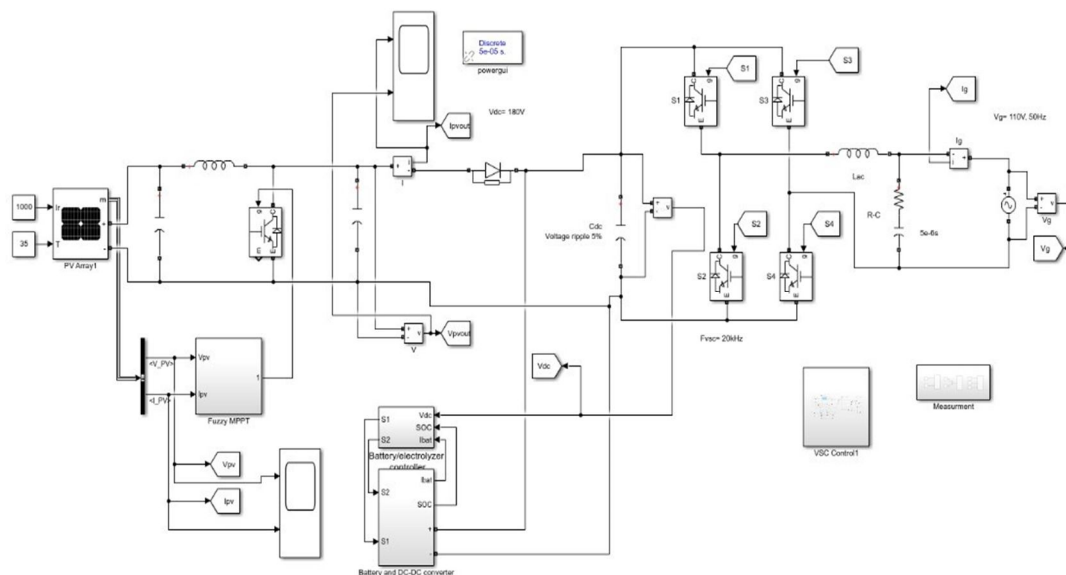 Discrete
5e-05 s.
powergui
Vdc= 180V
Ipvout
S1
S3
g
C
S1
E
g
C
S3
E
Ig
Vg= 110V, 50Hz
Ig
i
+
-
1000
Ir
35
T
m
+
-
PV Array1
i
+
-
I
g
C
E
Lac
R-C
5e-6s
Cdc
Voltage ripple 5%
+
-
v
S2
S4
g
C
S2
E
g
C
S4
E
+
-
v
Vg
Vg
+
-
v
V
Vpvout
Fvsc= 20kHz
<V_PV>
<I_PV>
Vpv
Ipv
1
Fuzzy MPPT
Vdc
Vpv
Ipv
S1
S2
Vdc
SOC
Ibat
Battery/electrolyzer
controller
S2
S1
Ibat
SOC
+
-
Battery and DC-DC converter
VSC Control1
Measurment